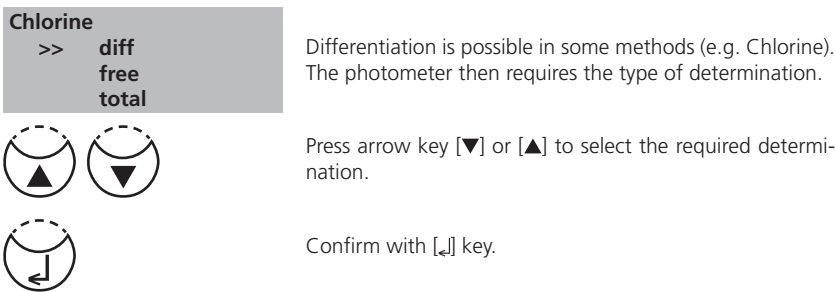 Chlorine
>> diff
free
total
Differentiation is possible in some methods (e.g. Chlorine).
The photometer then requires the type of determination.
Press arrow key [▼] or [▲] to select the required determi-
nation.
Confirm with [↲] key.